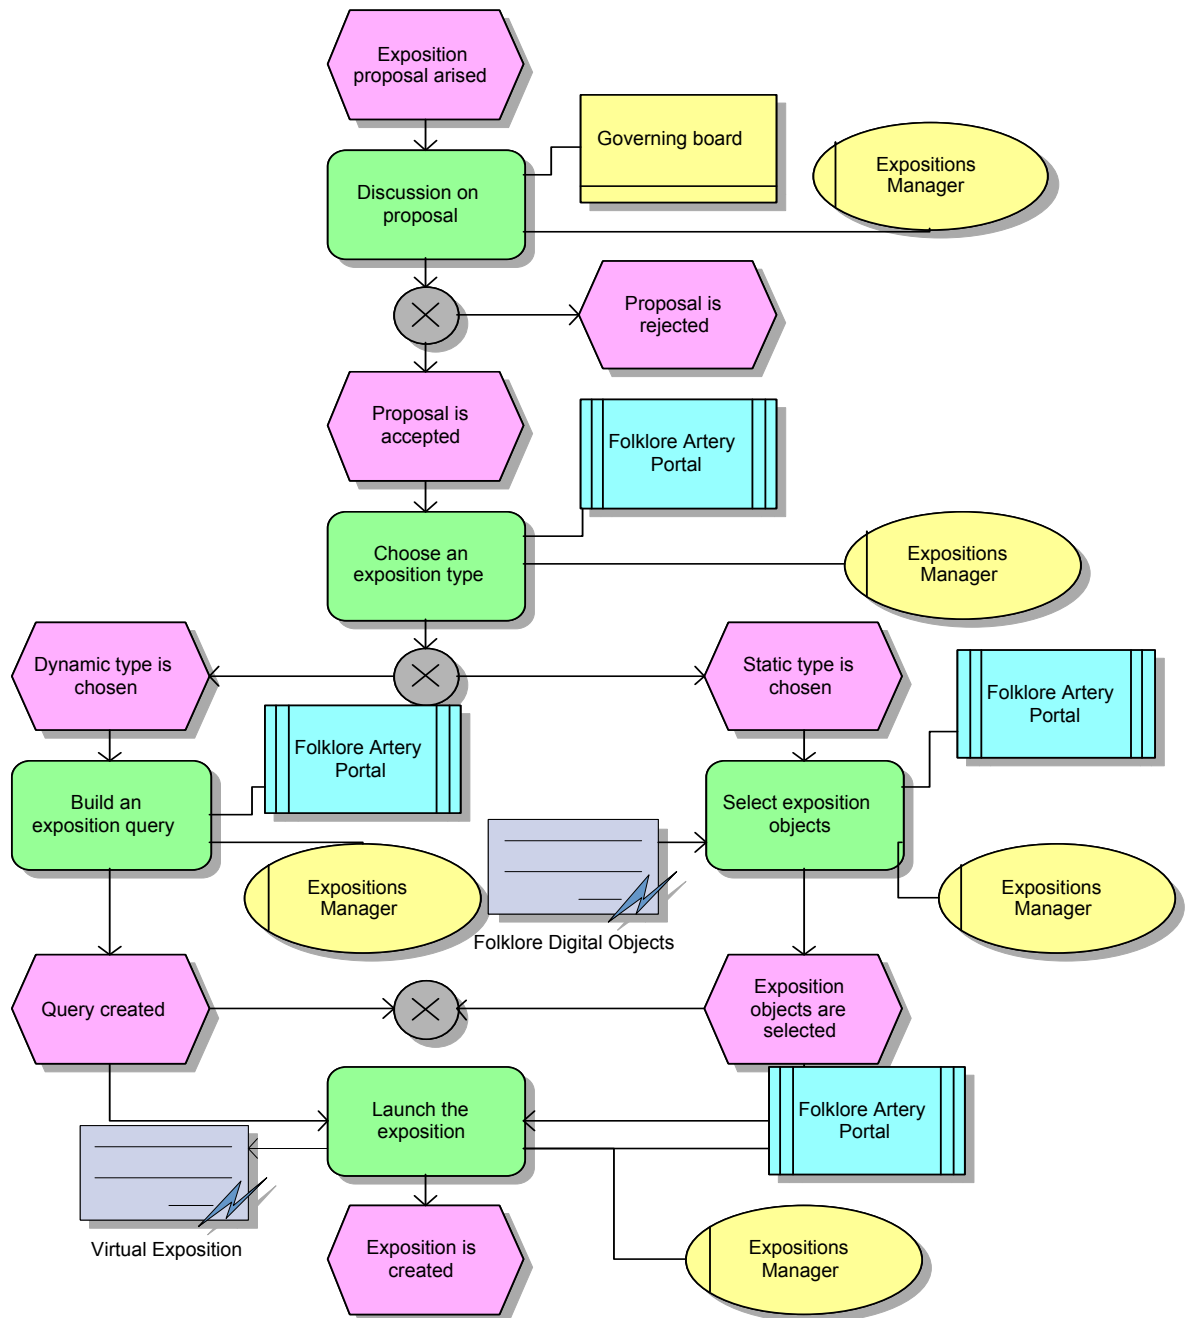 Exposition
proposal arised
Governing board
Expositions
Manager
Discussion on
proposal
Proposal is
rejected
Proposal is
accepted
Folklore Artery
Portal
Choose an
exposition type
Expositions
Manager
Dynamic type is
chosen
Static type is
chosen
Folklore Artery
Portal
Folklore Artery
Portal
Build an
exposition query
Select exposition
objects
Expositions
Manager
Expositions
Manager
Folklore Digital Objects
Query created
Exposition
objects are
selected
Launch the
exposition
Folklore Artery
Portal
Virtual Exposition
Exposition is
created
Expositions
Manager